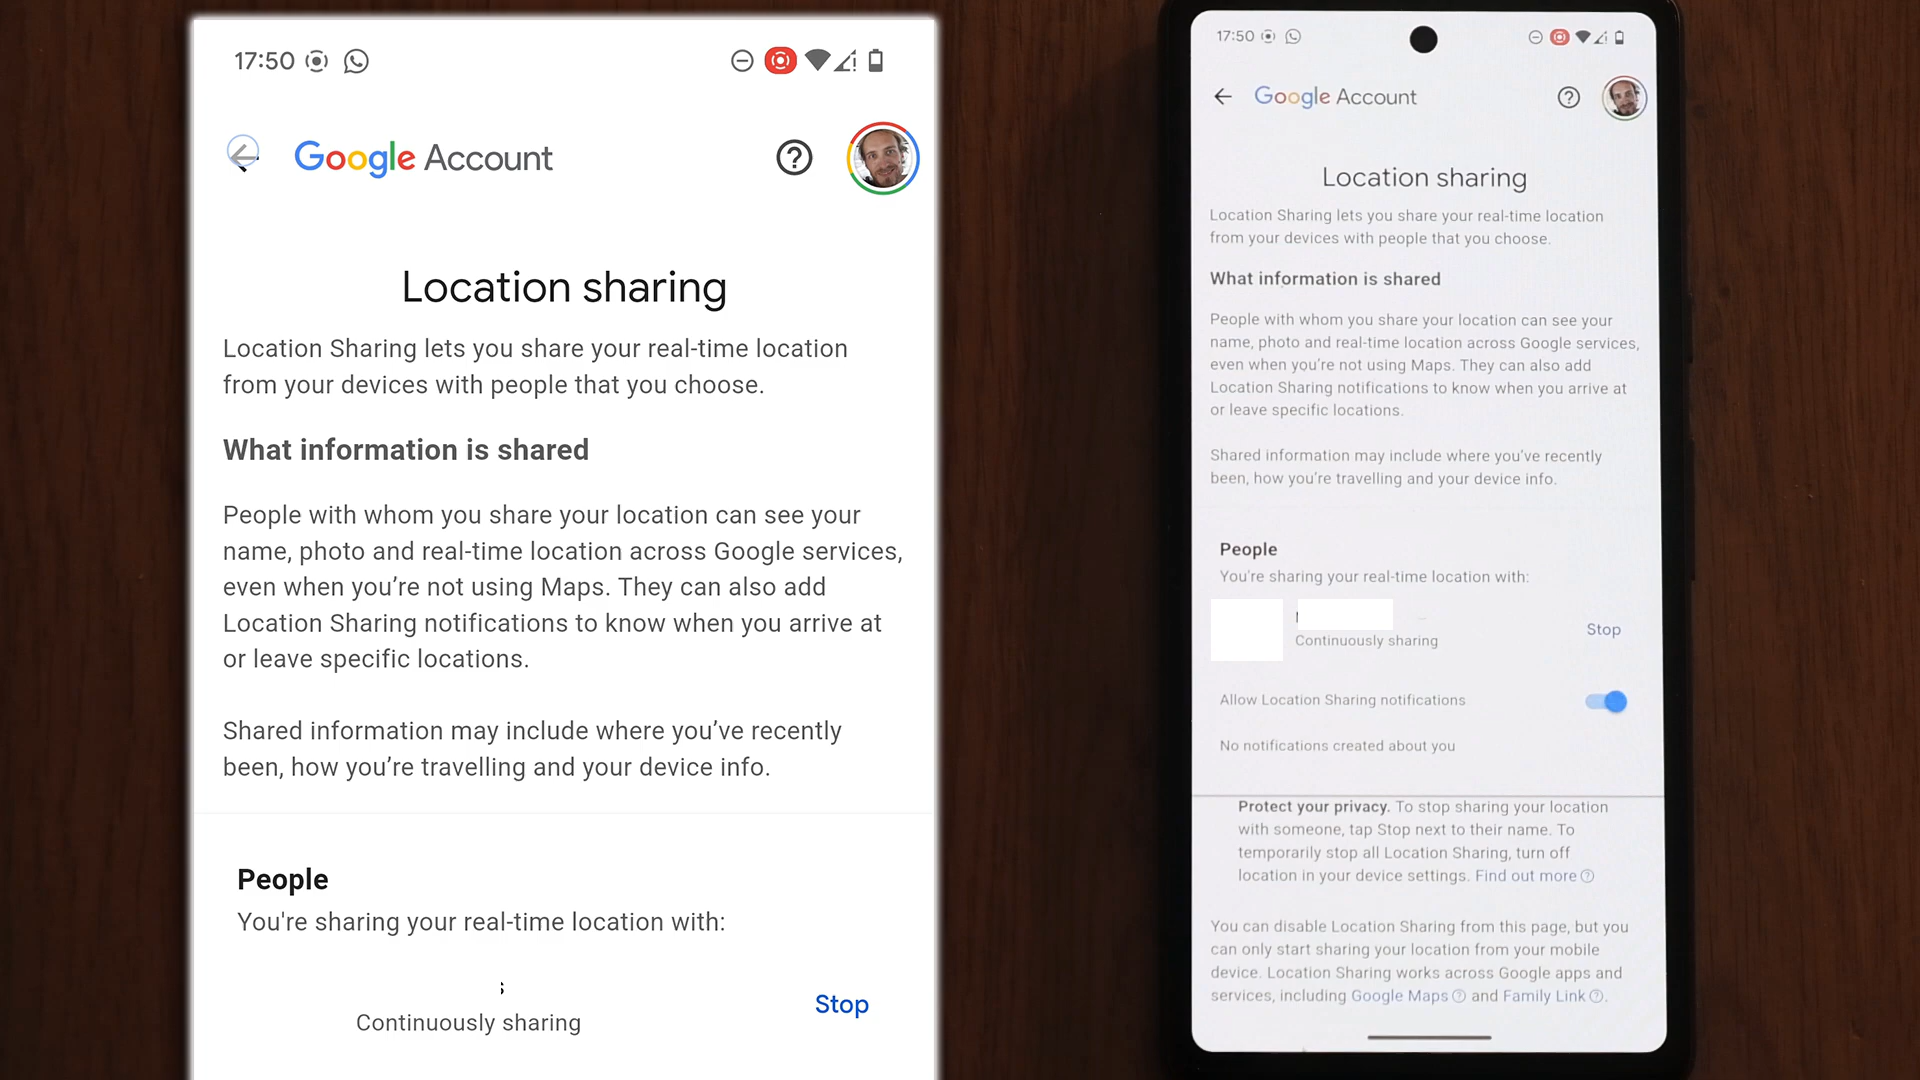 17:50
Google Account
Location sharing
Location Sharing lets you share your real-time location
from your devices with people that you choose.
What information is shared
People with whom you share your location can see your
name, photo and real-time location across Google services,
even when you’re not using Maps. They can also add
Location Sharing notifications to know when you arrive at
or leave specific locations.
Shared information may include where you’ve recently
been, how you’re travelling and your device info.
People
You're sharing your real-time location with:
Continuously sharing
Stop
17:50
Google Account
Location sharing
Location Sharing lets you share your real-time location
from your devices with people that you choose.
What information is shared
People with whom you share your location can see your
name, photo and real-time location across Google services,
even when you’re not using Maps. They can also add
Location Sharing notifications to know when you arrive at
or leave specific locations.
Shared information may include where you’ve recently
been, how you’re travelling and your device info.
People
You're sharing your real-time location with:
Continuously sharing
Stop
Allow Location Sharing notifications
No notifications created about you
Protect your privacy. To stop sharing your location
with someone, tap Stop next to their name. To
temporarily stop all Location Sharing, turn off
location in your device settings. Find out more
You can disable Location Sharing from this page, but you
can only start sharing your location from your mobile
device. Location Sharing works across Google apps and
services, including Google Maps and Family Link.